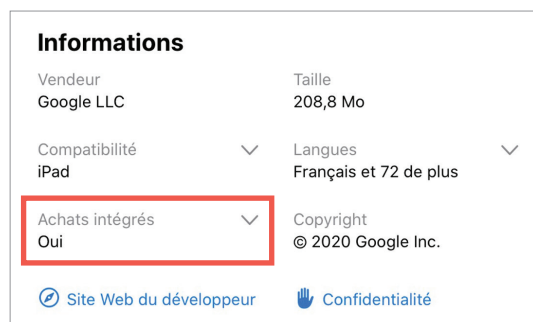 Informations
Vendeur
Google LLC
Taille
208,8 Mo
Compatibilité
iPad
Langues
Français et 72 de plus
Achats intégrés
Oui
Copyright
© 2020 Google Inc.
Site Web du développeur
Confidentialité